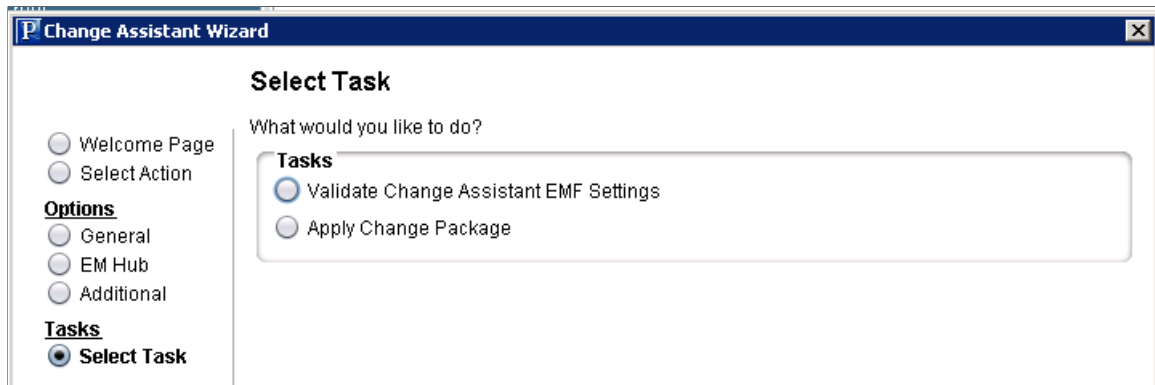 Change Assistant Wizard
Select Task
What would you like to do?
Tasks
Validate Change Assistant EMF Settings
Apply Change Package
Welcome Page
Select Action
Options
General
EM Hub
Additional
Tasks
Select Task